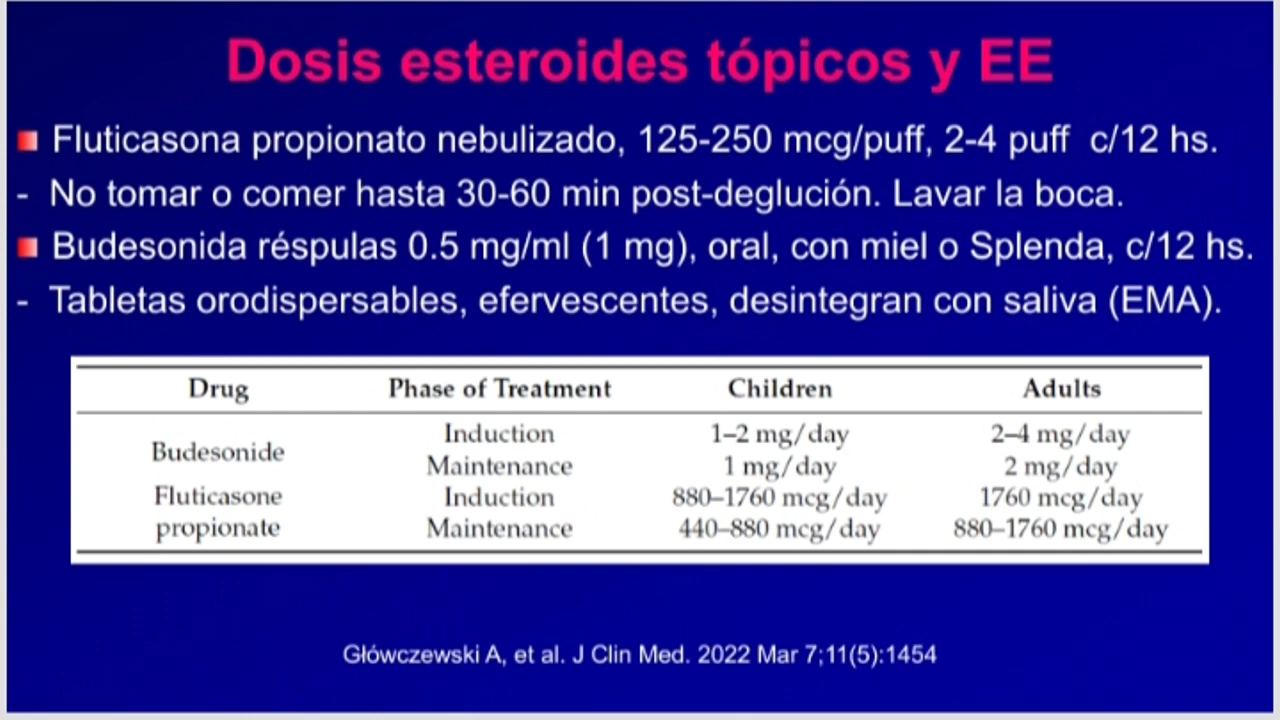 Dosis esteroides tópicos y EE
Fluticasona propionato nebulizado, 125-250 mcg/puff, 2-4 puff c/12 hs.
- No tomar o comer hasta 30-60 min post-deglución. Lavar la boca.
Budesonida réspulas 0.5 mg/ml (1 mg), oral, con miel o Splenda, c/12 hs.
- Tabletas orodispersables, efervescentes, desintegran con saliva (EMA).
Drug Phase of Treatment Children Adults
Budesonide
Induction 1–2 mg/day 2–4 mg/day
Maintenance 1 mg/day 2 mg/day
Fluticasone Induction 880–1760 mcg/day 1760 mcg/day
propionate Maintenance 440–880 mcg/day 880–1760 mcg/day
Główczewski A, et al. J Clin Med. 2022 Mar 7;11(5):1454